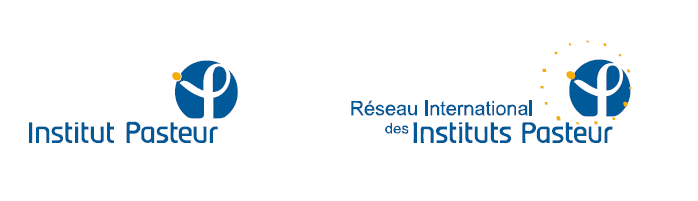 Institut Pasteur
Réseau International
des Instituts Pasteur